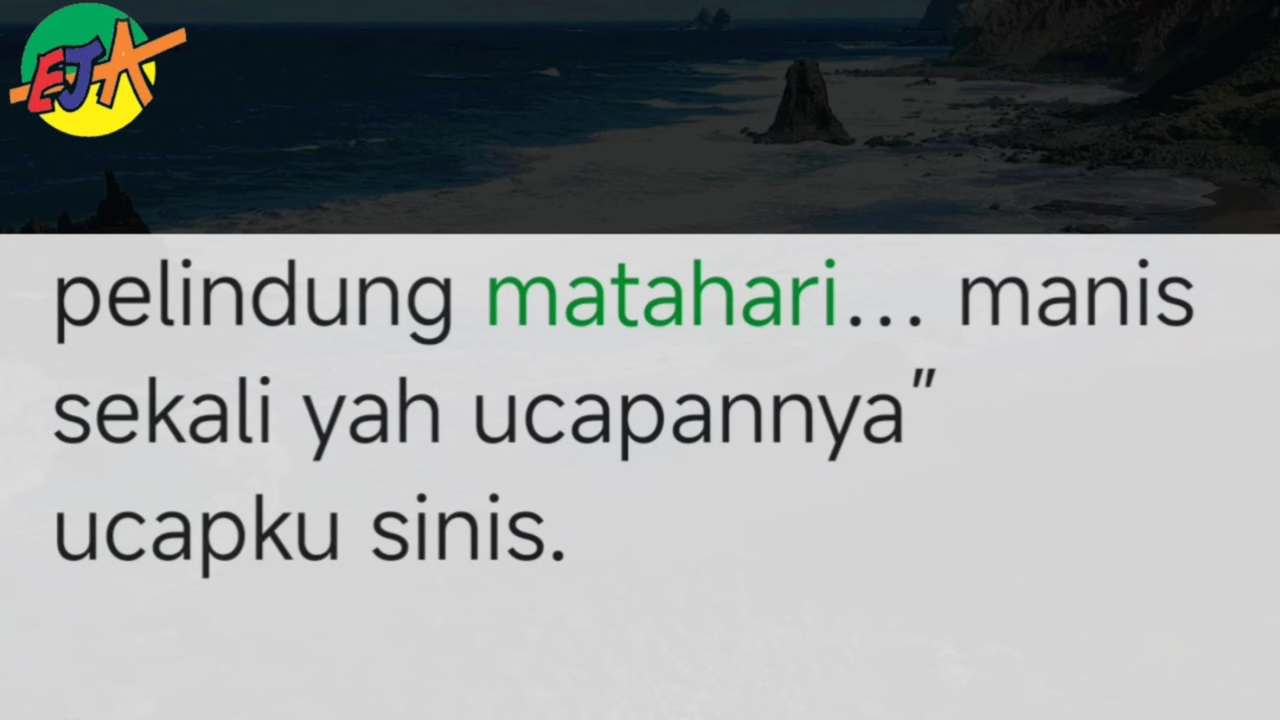 EJA
pelindung matahari... manis
sekali yah ucapannya"
ucapku sinis.